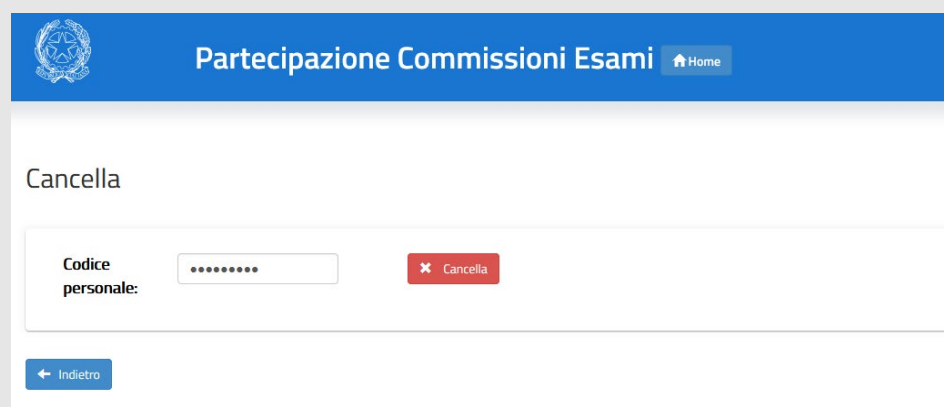 Partecipazione Commissioni Esami Home
Cancella
Codice
personale:
•••••••••
Cancella
Indietro